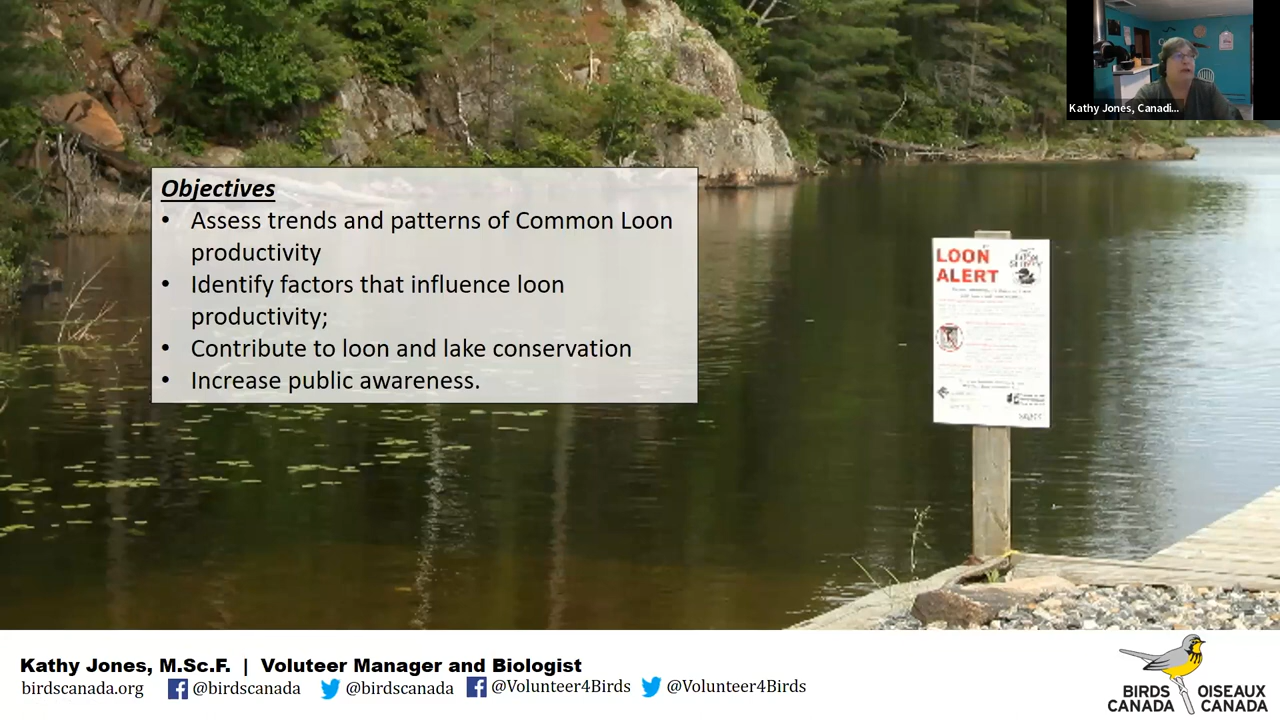 Kathy Jones, Canadi...
Objectives
• Assess trends and patterns of Common Loon
productivity
• Identify factors that influence loon
productivity;
• Contribute to loon and lake conservation
• Increase public awareness.
LOON
ALERT
Kathy Jones, M.Sc.F. | Voluteer Manager and Biologist
birdscanada.org @birdscanada @birdscanada @Volunteer4Birds @Volunteer4Birds
BIRDS OISEAUX
CANADA CANADA